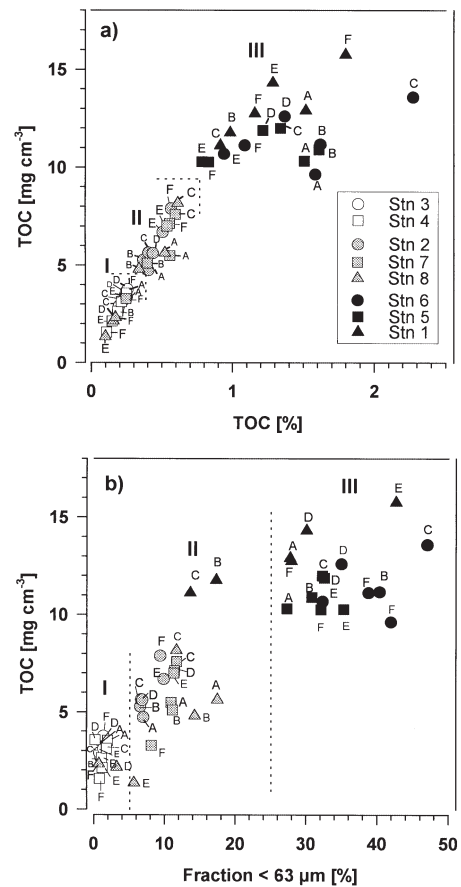 a)
III
II
I
TOC [mg cm-3]
15
10
5
0
0 1 2
TOC [%]
F
E
F
A
D
C
B
C
D
C
B
B
E
F
E
F
A
A
F
C
E
C
F
C D
B
B
A
A
A
E
F
Stn 3
Stn 4
Stn 2
Stn 7
Stn 8
Stn 6
Stn 5
Stn 1
b)
III
II
I
TOC [mg cm-3]
15
10
5
0
0 10 20 30 40 50
Fraction < 63 µm [%]
E
D
C
B
C
A
F
D
C
D
B
E
A
F
B
F
E
F
C
F
C
D
E
E
C
D
B
A
A
B
B
F
E
F